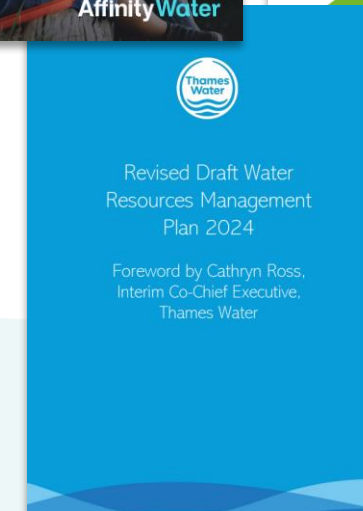 AffinityWater
Thames
Water
Revised Draft Water
Resources Management
Plan 2024
Foreword by Cathryn Ross,
Interim Co-Chief Executive,
Thames Water